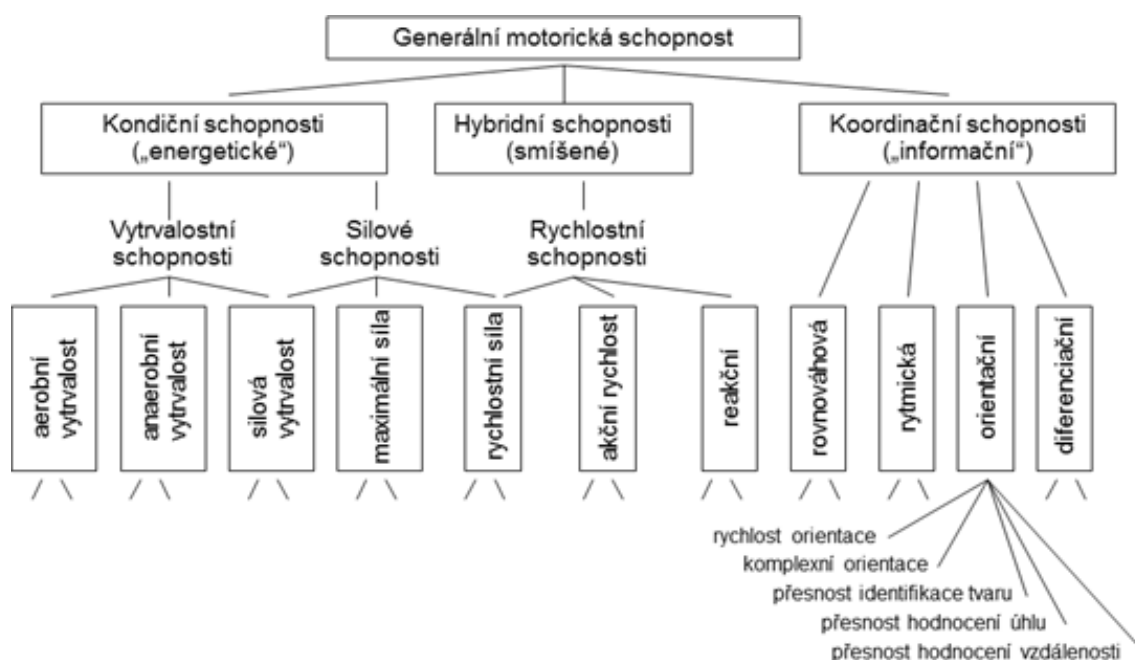 Generální motorická schopnost
Kondiční schopnosti
(„energetické“)
Hybridní schopnosti
(smíšené)
Koordinační schopnosti
(„informační“)
Vytrvalostní
schopnosti
Silové
schopnosti
Rychlostní
schopnosti
aerobní
vytrvalost
anaerobní
vytrvalost
silová
vytrvalost
maximální síla
rychlostní síla
akční rychlost
reakční
rovnováhová
rytmická
orientační
diferenciační
rychlost orientace
komplexní orientace
přesnost identifikace tvaru
přesnost hodnocení úhlu
přesnost hodnocení vzdálenosti